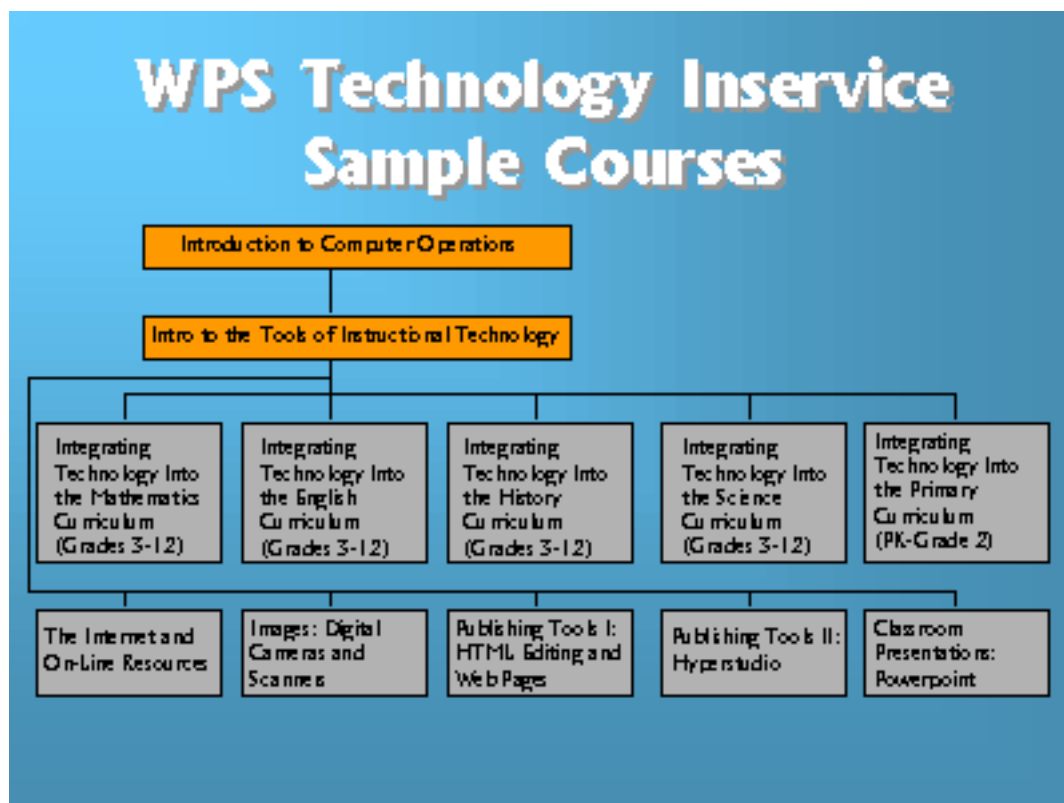 WPS Technology Inservice
Sample Courses
Introduction to Computer Operations
Intro to the Tools of Instructional Technology
Integrating
Technology Into
the Mathematics
Curriculum
(Grades 3-12)
Integrating
Technology Into
the English
Curriculum
(Grades 3-12)
Integrating
Technology Into
the History
Curriculum
(Grades 3-12)
Integrating
Technology Into
the Science
Curriculum
(Grades 3-12)
Integrating
Technology Into
the Primary
Curriculum
(PK-Grade 2)
The Internet and
On-Line Resources
Images: Digital
Cameras and
Scanners
Publishing Tools I:
HTML Editing and
Web Pages
Publishing Tools II:
Hyperstudio
Classroom
Presentations:
Powerpoint